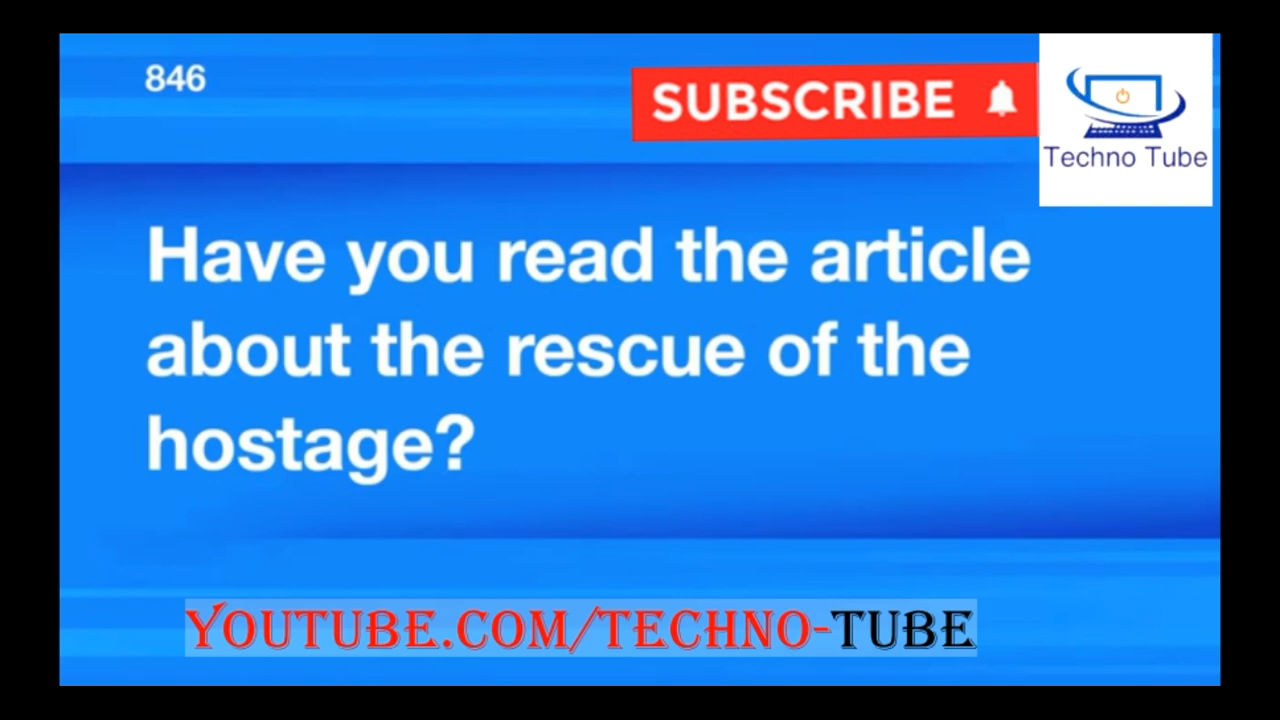 846
SUBSCRIBE
Techno Tube
Have you read the article
about the rescue of the
hostage?
YOUTUBE.COM/TECHNO-TUBE